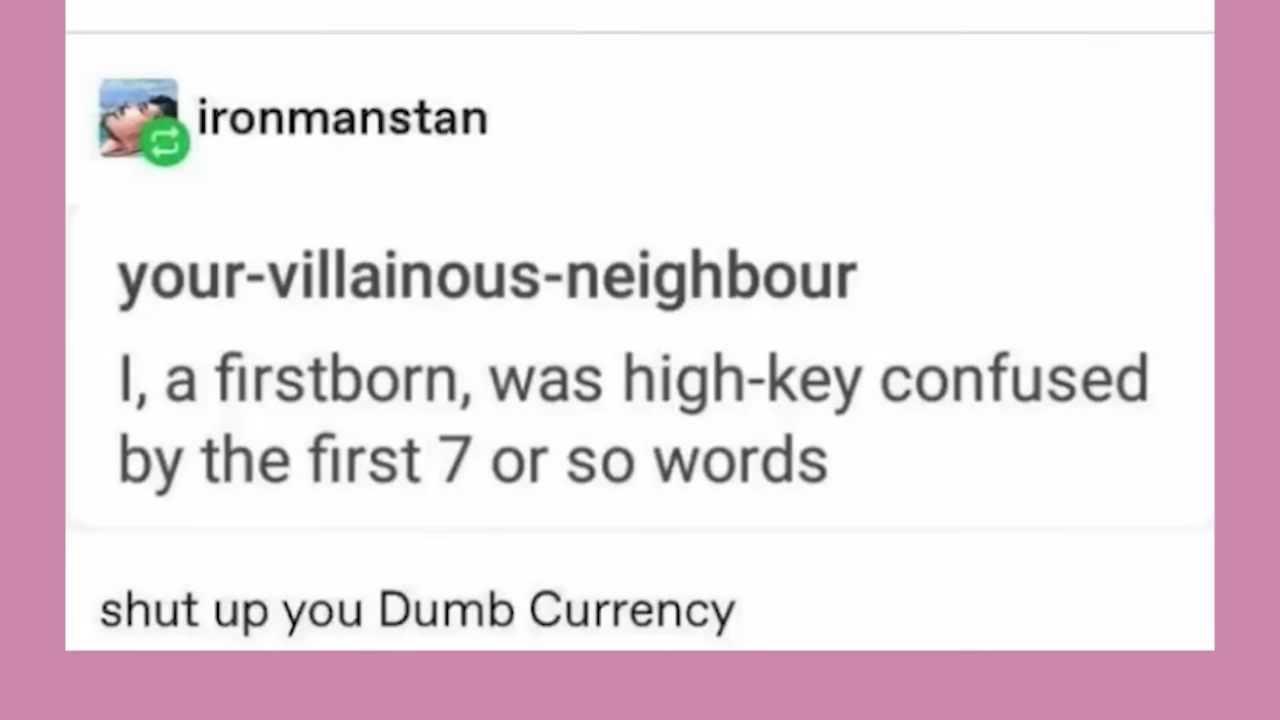 ironmanstan
your-villainous-neighbour
I, a firstborn, was high-key confused
by the first 7 or so words
shut up you Dumb Currency